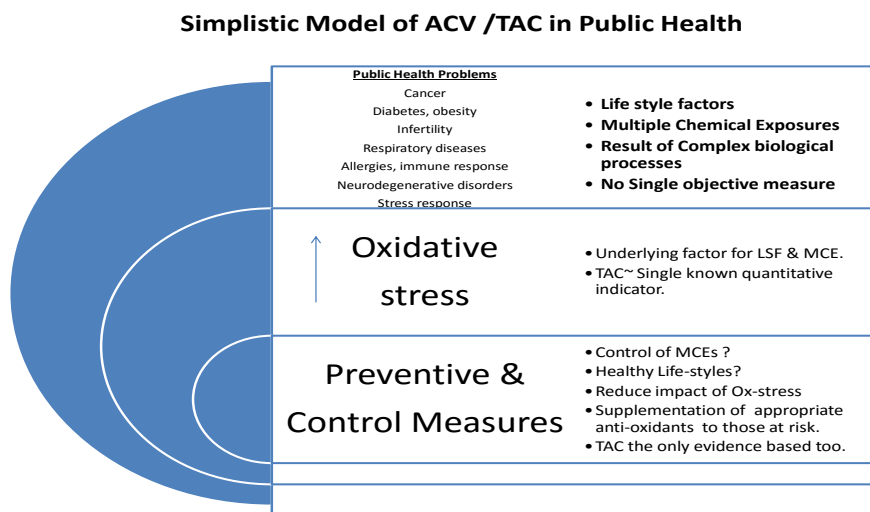 Simplistic Model of ACV /TAC in Public Health
Public Health Problems
Cancer
Diabetes, obesity
Infertility
Respiratory diseases
Allergies, immune response
Neurodegenerative disorders
Stress response
• Life style factors
• Multiple Chemical Exposures
• Result of Complex biological
processes
• No Single objective measure
Oxidative
stress
• Underlying factor for LSF & MCE.
• TAC~ Single known quantitative
indicator.
Preventive &
Control Measures
• Control of MCEs ?
• Healthy Life-styles?
• Reduce impact of Ox-stress
• Supplementation of appropriate
anti-oxidants to those at risk.
• TAC the only evidence based too.